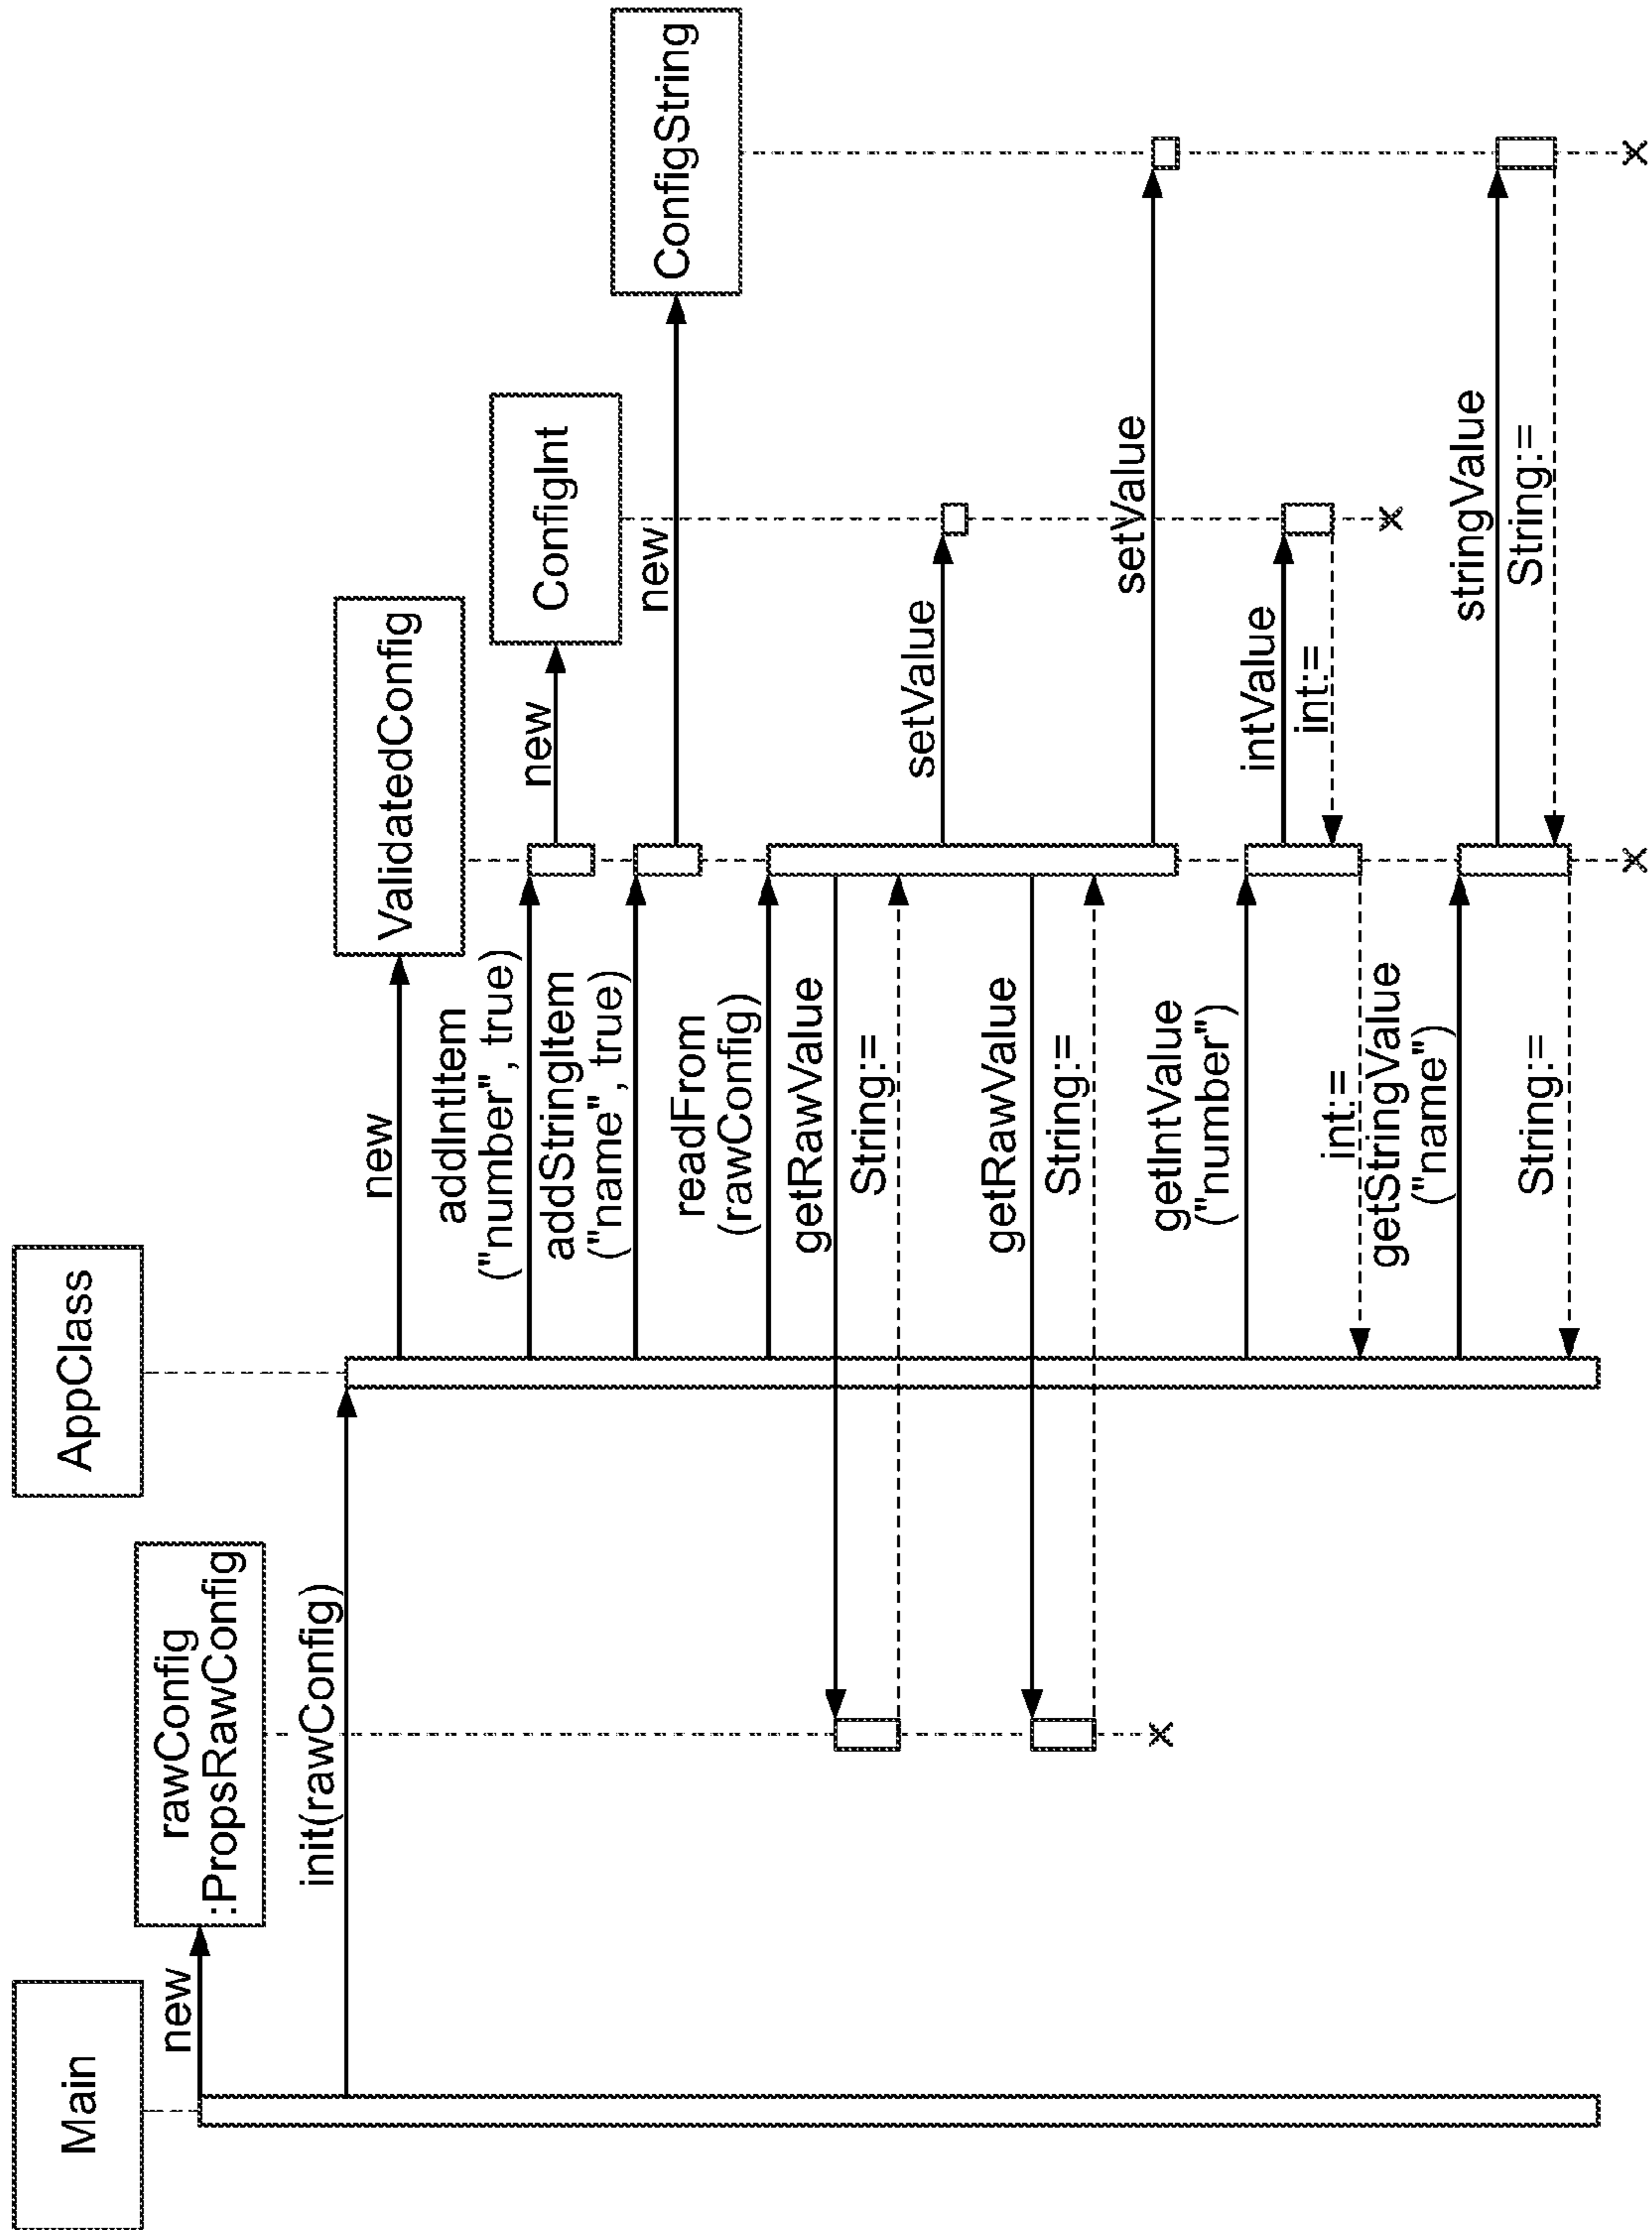 Main
AppClass
rawConfig
:PropsRawConfig
new
init(rawConfig)
ValidatedConfig
new
ConfigInt
addIntItem
("number", true)
new
ConfigString
addStringItem
("name", true)
new
readFrom
(rawConfig)
getRawValue
String:=
setValue
getRawValue
String:=
setValue
getIntValue
("number")
intValue
int:=
int:=
getStringValue
("name")
stringValue
String:=
String:=